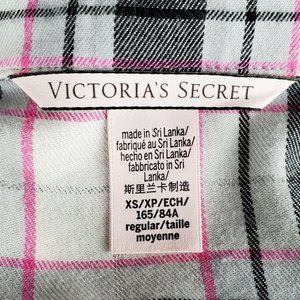 VICTORIA'S SECRET
made in Sri Lanka/
fabriqué au Sri Lanka/
hecho en Sri Lanka/
fabbricato in
Sri Lanka/
斯里兰卡制造
XS/XP/ECH/
165/84A
regular/taille
moyenne